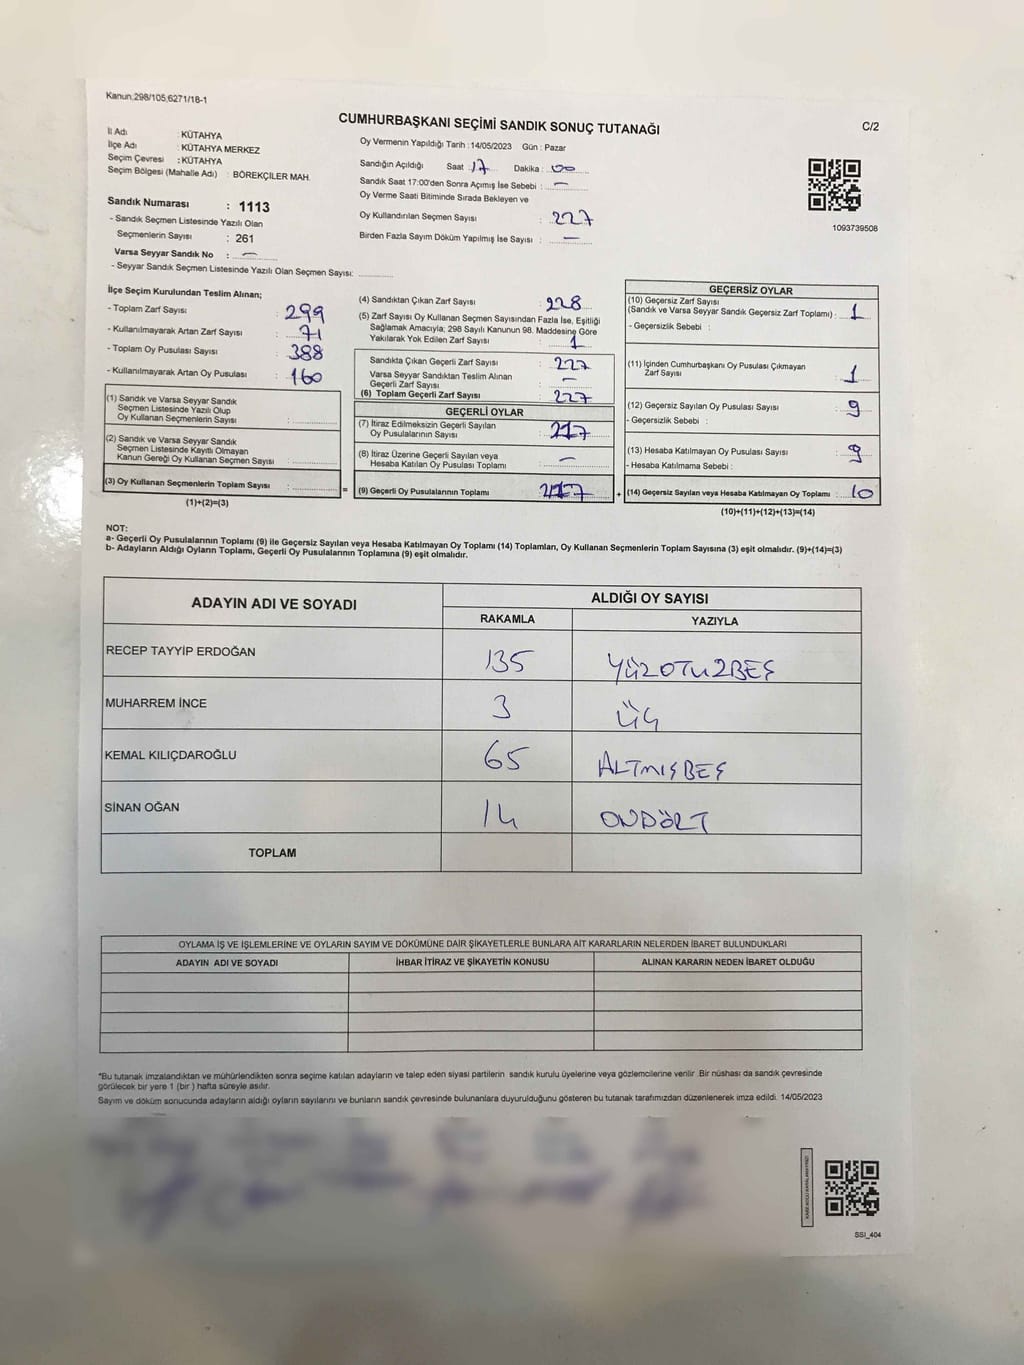 Kanun,298/105,6271/18-1
CUMHURBAŞKANI SEÇİMİ SANDIK SONUÇ TUTANAĞI
C/2
İl Adı : KÜTAHYA
İlçe Adı : KÜTAHYA MERKEZ
Seçim Çevresi : KÜTAHYA
Seçim Bölgesi (Mahalle Adı) : BÖREKÇİLER MAH.
Sandık Numarası : 1113
- Sandık Seçmen Listesinde Yazılı Olan
Seçmenlerin Sayısı : 261
Varsa Seyyar Sandık No : —
- Seyyar Sandık Seçmen Listesinde Yazılı Olan Seçmen Sayısı:
Oy Vermenin Yapıldığı Tarih :14/05/2023 Gün : Pazar
Sandığın Açıldığı Saat : 17 Dakika : 00
Sandık Saat 17:00'den Sonra Açımış İse Sebebi : —
Oy Verme Saati Bitiminde Sırada Bekleyen ve
Oy Kullandırılan Seçmen Sayısı : 227
Birden Fazla Sayım Döküm Yapılmış İse Sayısı : —
1093739508
İlçe Seçim Kurulundan Teslim Alınan;
- Toplam Zarf Sayısı : 299
- Kullanılmayarak Artan Zarf Sayısı : 71
- Toplam Oy Pusulası Sayısı : 388
- Kullanılmayarak Artan Oy Pusulası : 160
(1) Sandık ve Varsa Seyyar Sandık
Seçmen Listesinde Yazılı Olup
Oy Kullanan Seçmenlerin Sayısı :
(2) Sandık ve Varsa Seyyar Sandık
Seçmen Listesinde Kayıtlı Olmayan
Kanun Gereği Oy Kullanan Seçmen Sayısı :
(3) Oy Kullanan Seçmenlerin Toplam Sayısı : =
(1)+(2)=(3)
(4) Sandıktan Çıkan Zarf Sayısı : 228
(5) Zarf Sayısı Oy Kullanan Seçmen Sayısından Fazla İse, Eşitliği
Sağlamak Amacıyla; 298 Sayılı Kanunun 98. Maddesine Göre
Yakılarak Yok Edilen Zarf Sayısı : 1
Sandıkta Çıkan Geçerli Zarf Sayısı : 227
Varsa Seyyar Sandıktan Teslim Alınan
Geçerli Zarf Sayısı : —
(6) Toplam Geçerli Zarf Sayısı : 227
GEÇERLİ OYLAR
(7) İtiraz Edilmeksizin Geçerli Sayılan
Oy Pusulalarının Sayısı : 217
(8) İtiraz Üzerine Geçerli Sayılan veya
Hesaba Katılan Oy Pusulası Toplamı : —
(9) Geçerli Oy Pusulalarının Toplamı : 217 +
GEÇERSİZ OYLAR
(10) Geçersiz Zarf Sayısı
(Sandık ve Varsa Seyyar Sandık Geçersiz Zarf Toplamı) : 1
- Geçersizlik Sebebi :
(11) İçinden Cumhurbaşkanı Oy Pusulası Çıkmayan
Zarf Sayısı : 1
(12) Geçersiz Sayılan Oy Pusulası Sayısı : 9
- Geçersizlik Sebebi :
(13) Hesaba Katılmayan Oy Pusulası Sayısı : 9
- Hesaba Katılmama Sebebi :
(14) Geçersiz Sayılan veya Hesaba Katılmayan Oy Toplamı : 10
(10)+(11)+(12)+(13)=(14)
NOT:
a- Geçerli Oy Pusulalarının Toplamı (9) ile Geçersiz Sayılan veya Hesaba Katılmayan Oy Toplamı (14) Toplamları, Oy Kullanan Seçmenlerin Toplam Sayısına (3) eşit olmalıdır. (9)+(14)=(3)
b- Adayların Aldığı Oyların Toplamı, Geçerli Oy Pusulalarının Toplamına (9) eşit olmalıdır.
ADAYIN ADI VE SOYADI ALDIĞI OY SAYISI
RAKAMLA YAZIYLA
RECEP TAYYİP ERDOĞAN 135 YÜZOTUZBEŞ
MUHARREM İNCE 3 ÜÇ
KEMAL KILIÇDAROĞLU 65 ALTMIŞBEŞ
SİNAN OĞAN 14 ONDÖRT
TOPLAM
OYLAMA İŞ VE İŞLEMLERİNE VE OYLARIN SAYIM VE DÖKÜMÜNE DAİR ŞİKAYETLERLE BUNLARA AİT KARARLARIN NELERDEN İBARET BULUNDUKLARI
ADAYIN ADI VE SOYADI İHBAR İTİRAZ VE ŞİKAYETİN KONUSU ALINAN KARARIN NEDEN İBARET OLDUĞU
*Bu tutanak imzalandıktan ve mühürlendikten sonra seçime katılan adayların ve talep eden siyasi partilerin sandık kurulu üyelerine veya gözlemcilerine verilir .Bir nüshası da sandık çevresinde
görülecek bir yere 1 (bir ) hafta süreyle asılır.
Sayım ve döküm sonucunda adayların aldığı oyların sayılarını ve bunların sandık çevresinde bulunanlara duyurulduğunu gösteren bu tutanak tarafımızdan düzenlenerek imza edildi. 14/05/2023
SSİ_404